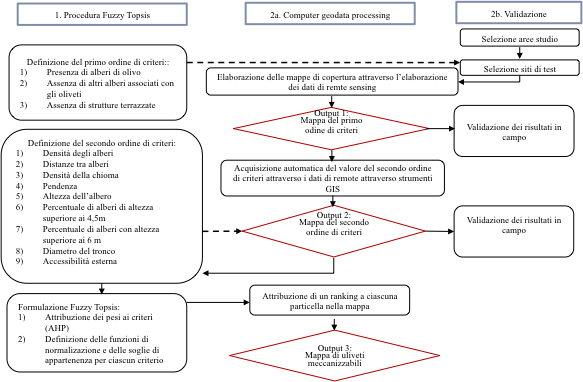 1. Procedura Fuzzy Topsis
2a. Computer geodata processing
2b. Validazione
Definizione del primo ordine di criteri::
1) Presenza di alberi di olivo
2) Assenza di altri alberi associati con
gli oliveti
3) Assenza di strutture terrazzate
Definizione del secondo ordine di criteri:
1) Densità degli alberi
2) Distanze tra alberi
3) Densità della chioma
4) Pendenza
5) Altezza dell'albero
6) Percentuale di alberi di altezza
superiore ai 4,5m
7) Percentuale di alberi con altezza
superiore ai 6 m
8) Diametro del tronco
9) Accessibilità esterna
Formulazione Fuzzy Topsis:
1) Attribuzione dei pesi ai criteri
(AHP)
2) Definizione delle funzioni di
normalizzazione e delle soglie di
appartenenza per ciascun criterio
Elaborazione delle mappe di copertura attraverso l'elaborazione
dei dati di remte sensing
Output 1:
Mappa del primo
odine di criteri
Acquisizione automatica del valore del secondo ordine
di criteri attraverso i dati di remote attraverso strumenti
GIS
Output 2:
Mappa del secondo
ordine di criteri
Attribuzione di un ranking a ciascuna
particella nella mappa
Output 3:
Mappa di uliveti
meccanizzabili
Selezione aree studio
Selezione siti di test
Validazione dei risultati in
campo
Validazione dei risultati in
campo